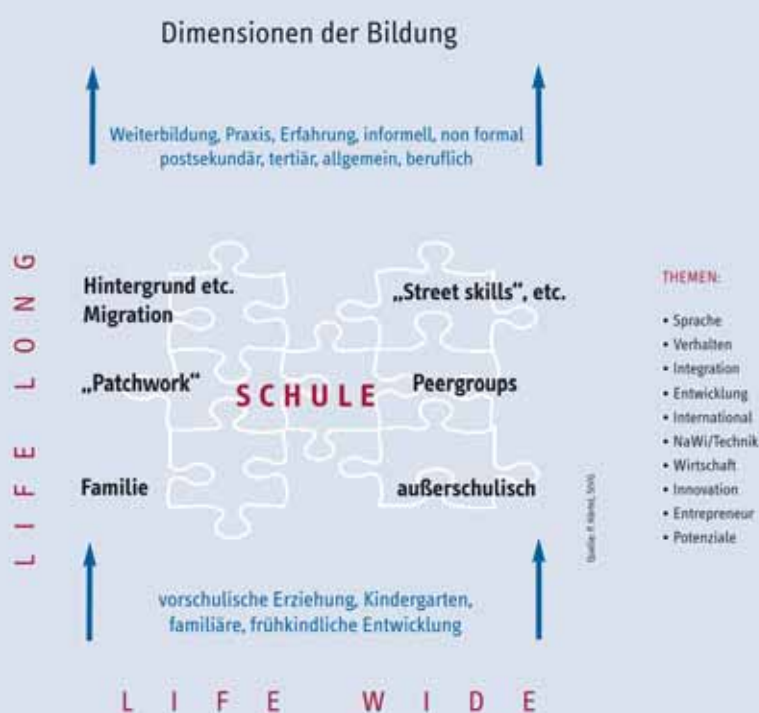 Dimensionen der Bildung
Weiterbildung, Praxis, Erfahrung, informell, non formal
postsekundär, tertiär, allgemein, beruflich
LIFE LONG
Hintergrund etc.
Migration
„Street skills", etc.
„Patchwork"
SCHULE
Peergroups
Familie
außerschulisch
vorschulische Erziehung, Kindergarten,
familiäre, frühkindliche Entwicklung
LIFE WIDE
THEMEN:
• Sprache
• Verhalten
• Integration
• Entwicklung
• International
• NaWi/Technik
• Wirtschaft
• Innovation
• Entrepreneur
• Potenziale
Quelle: P. Härtel,